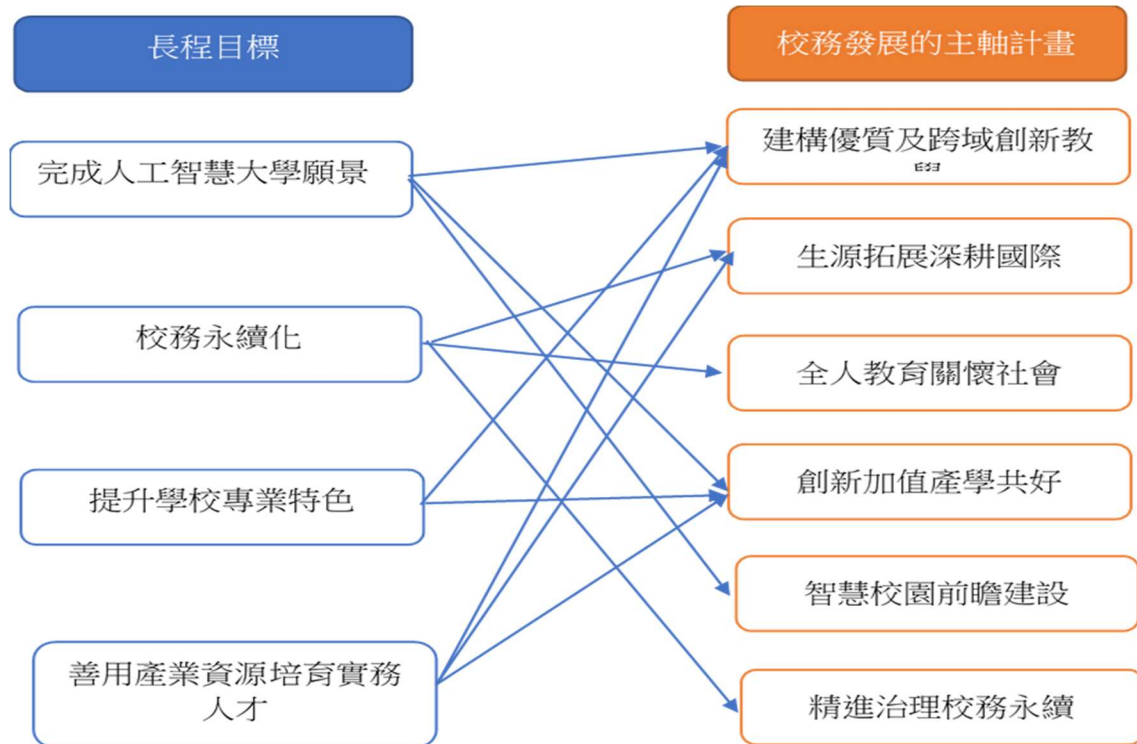 長程目標
完成人工智慧大學願景
校務永續化
提升學校專業特色
善用產業資源培育實務
人才
校務發展的主軸計畫
建構優質及跨域創新教
生源拓展深耕國際
全人教育關懷社會
創新加值產學共好
智慧校園前瞻建設
精進治理校務永續